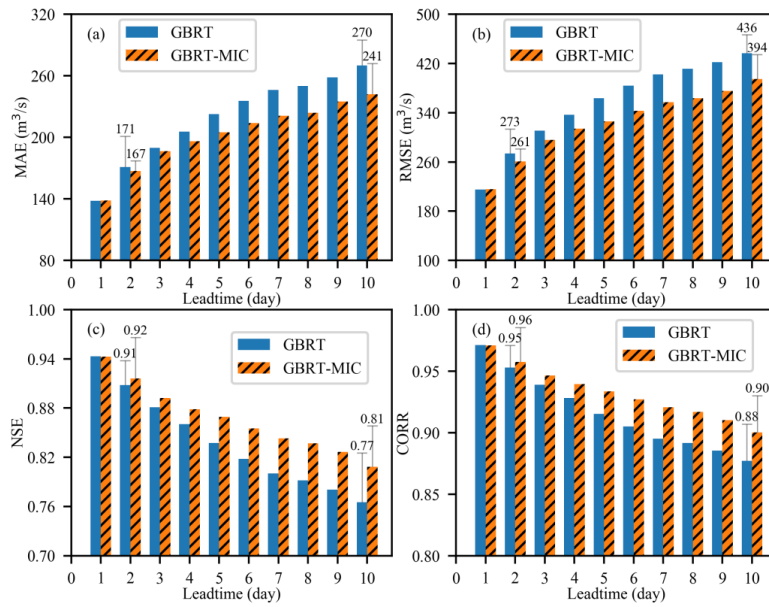 320
260
200
140
80
MAE (m³/s)
(a)
GBRT
GBRT-MIC
171
167
270
241
0 1 2 3 4 5 6 7 8 9 10
Leadtime (day)
500
420
340
260
180
100
RMSE (m³/s)
(b)
GBRT
GBRT-MIC
273
261
436
394
0 1 2 3 4 5 6 7 8 9 10
Leadtime (day)
1.00
0.94
0.88
0.82
0.76
0.70
NSE
(c)
GBRT
GBRT-MIC
0.92
0.91
0.81
0.77
0 1 2 3 4 5 6 7 8 9 10
Leadtime (day)
1.00
0.95
0.90
0.85
0.80
CORR
(d)
GBRT
GBRT-MIC
0.96
0.95
0.90
0.88
0 1 2 3 4 5 6 7 8 9 10
Leadtime (day)